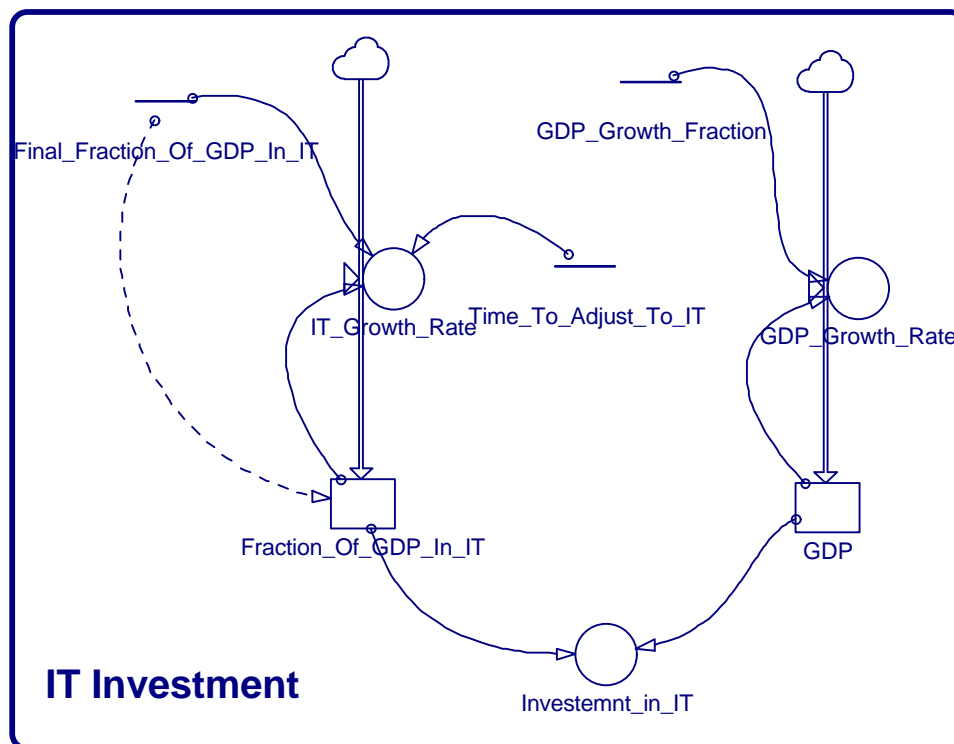 GDP_Growth_Fraction
Final_Fraction_Of_GDP_In_IT
Time_To_Adjust_To_IT
IT_Growth_Rate
GDP_Growth_Rate
Fraction_Of_GDP_In_IT
GDP
IT Investment
Investemnt_in_IT